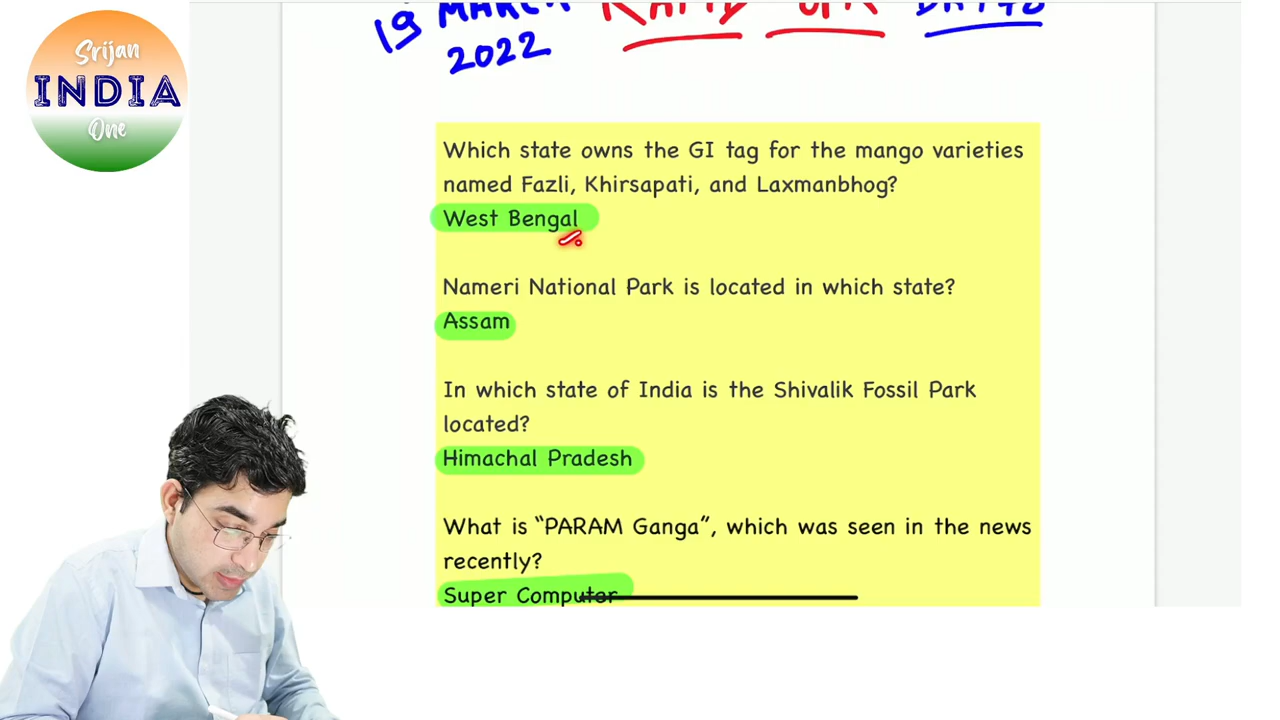 Srijan
INDIA
One
19 MARCH
2022
Which state owns the GI tag for the mango varieties
named Fazli, Khirsapati, and Laxmanbhog?
West Bengal
Nameri National Park is located in which state?
Assam
In which state of India is the Shivalik Fossil Park
located?
Himachal Pradesh
What is “PARAM Ganga”, which was seen in the news
recently?
Super Computer